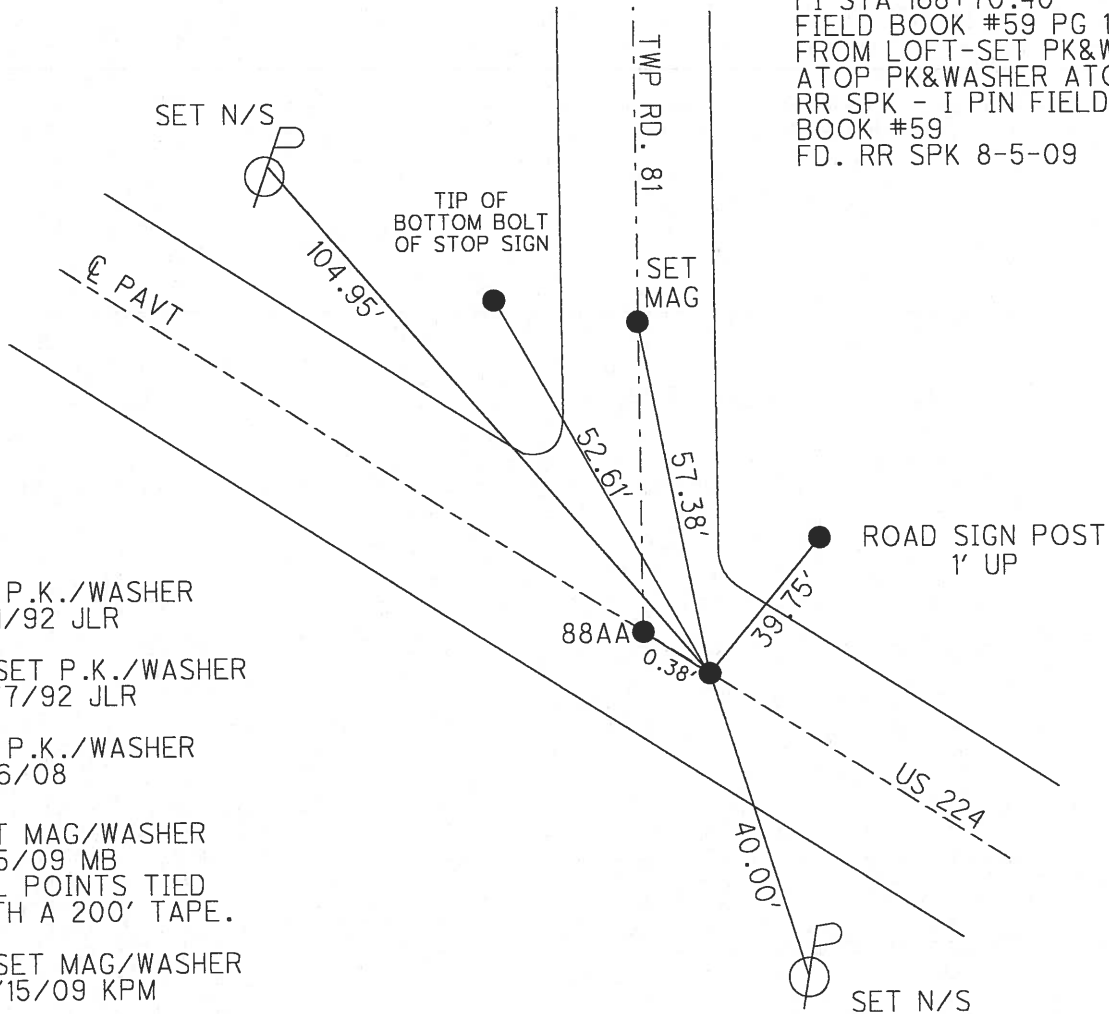 FIELD BOOK #59 PG 1
FROM LOFT-SET PK&W
ATOP PK&WASHER ATO
RR SPK - I PIN FIELD
BOOK #59
FD. RR SPK 8-5-09
TWP RD. 81
SET N/S
TIP OF
BOTTOM BOLT
OF STOP SIGN
SET
MAG
℄ PAVT
104.95'
52.61'
57.38'
39.75'
ROAD SIGN POST
1' UP
88AA
0.38'
US 224
40.00'
SET N/S
P.K./WASHER
/92 JLR
SET P.K./WASHER
7/92 JLR
P.K./WASHER
6/08
T MAG/WASHER
5/09 MB
POINTS TIED
TH A 200' TAPE.
SET MAG/WASHER
/15/09 KPM